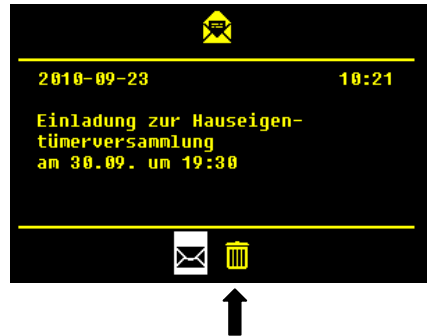 2010-09-23 10:21
Einladung zur Hauseigen-
tümerversammlung
am 30.09. um 19:30